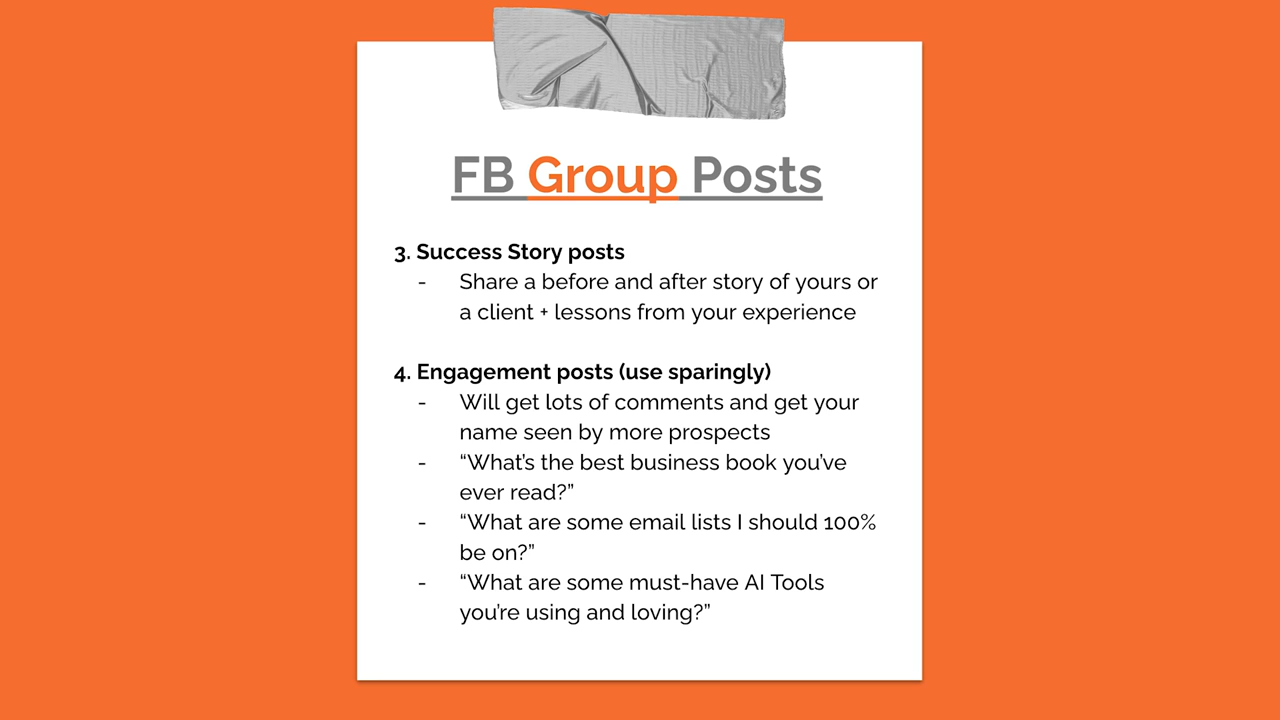 FB Group Posts
3. Success Story posts
- Share a before and after story of yours or
a client + lessons from your experience
4. Engagement posts (use sparingly)
- Will get lots of comments and get your
name seen by more prospects
- “What’s the best business book you’ve
ever read?”
- “What are some email lists I should 100%
be on?”
- “What are some must-have AI Tools
you’re using and loving?”